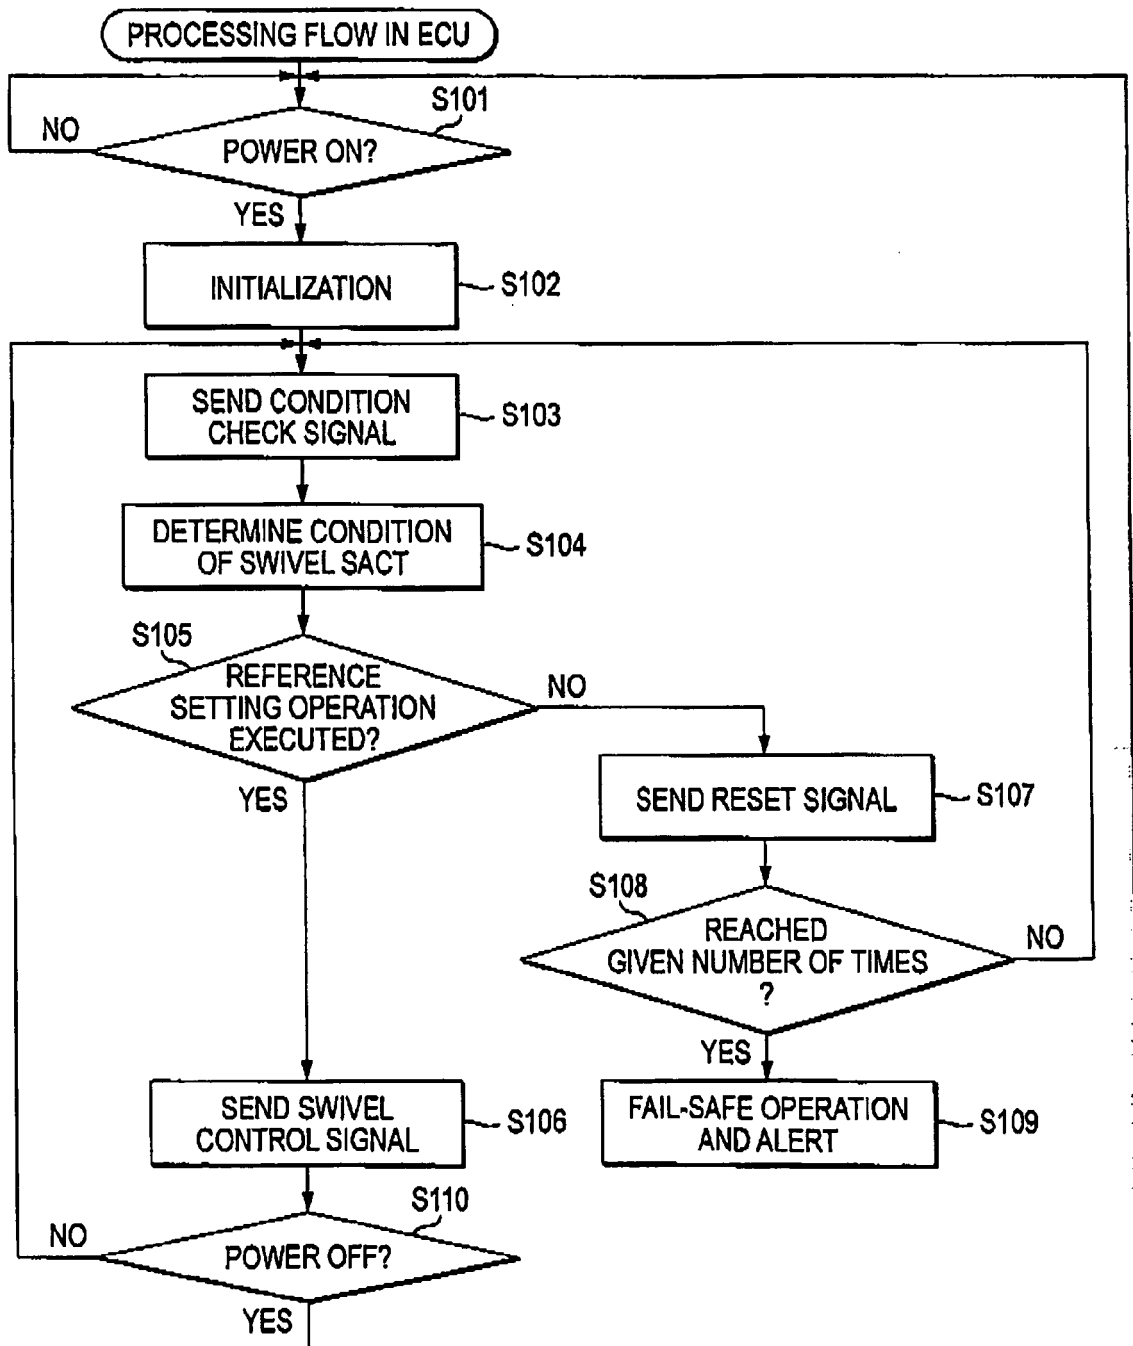 PROCESSING FLOW IN ECU
S101
NO
POWER ON?
YES
INITIALIZATION
S102
SEND CONDITION
CHECK SIGNAL
S103
DETERMINE CONDITION
OF SWIVEL SACT
S104
S105
REFERENCE
SETTING OPERATION
EXECUTED?
NO
YES
SEND RESET SIGNAL
S107
S108
REACHED
GIVEN NUMBER OF TIMES
?
NO
YES
SEND SWIVEL
CONTROL SIGNAL
S106
FAIL-SAFE OPERATION
AND ALERT
S109
S110
NO
POWER OFF?
YES